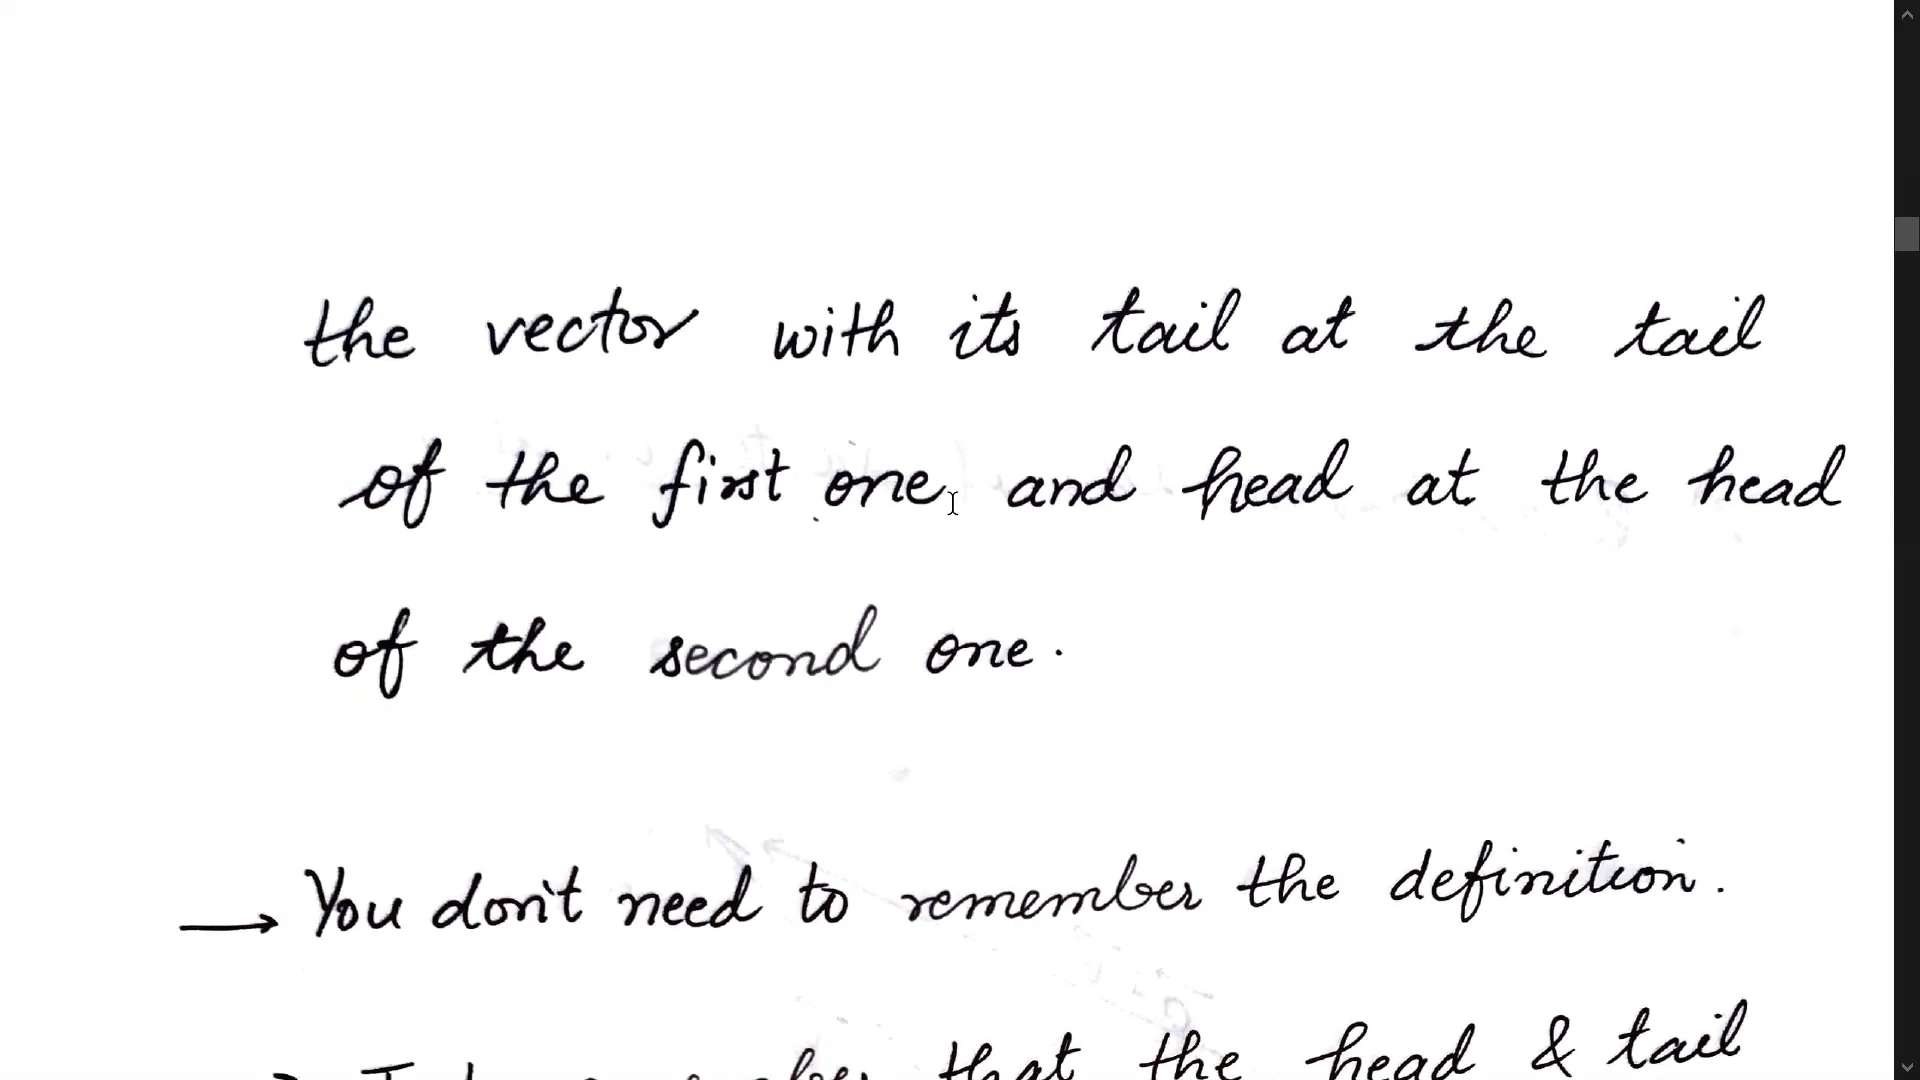 the vector with its tail at the tail
of the first one, and head at the head
of the second one.
→ You don't need to remember the definition.
that the head & tail